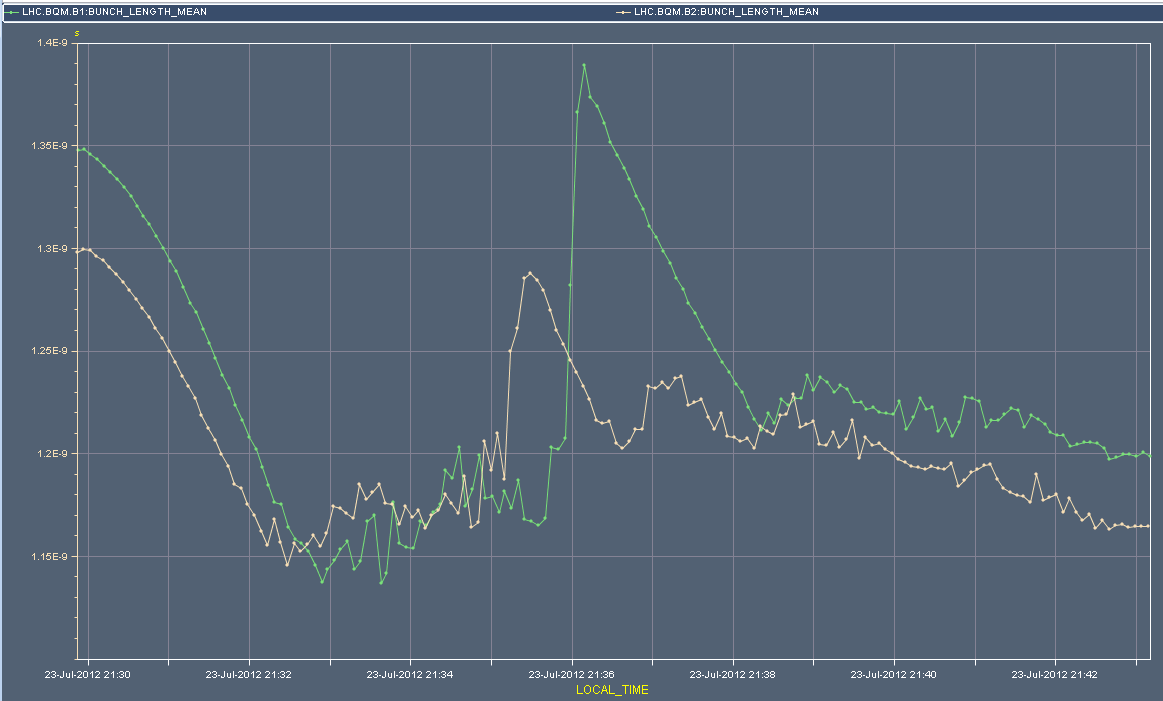 LHC.BQM.B1:BUNCH_LENGTH_MEAN LHC.BQM.B2:BUNCH_LENGTH_MEAN
s
1.4E-9
1.35E-9
1.3E-9
1.25E-9
1.2E-9
1.15E-9
23-Jul-2012 21:30 23-Jul-2012 21:32 23-Jul-2012 21:34 23-Jul-2012 21:36 23-Jul-2012 21:38 23-Jul-2012 21:40 23-Jul-2012 21:42
LOCAL_TIME